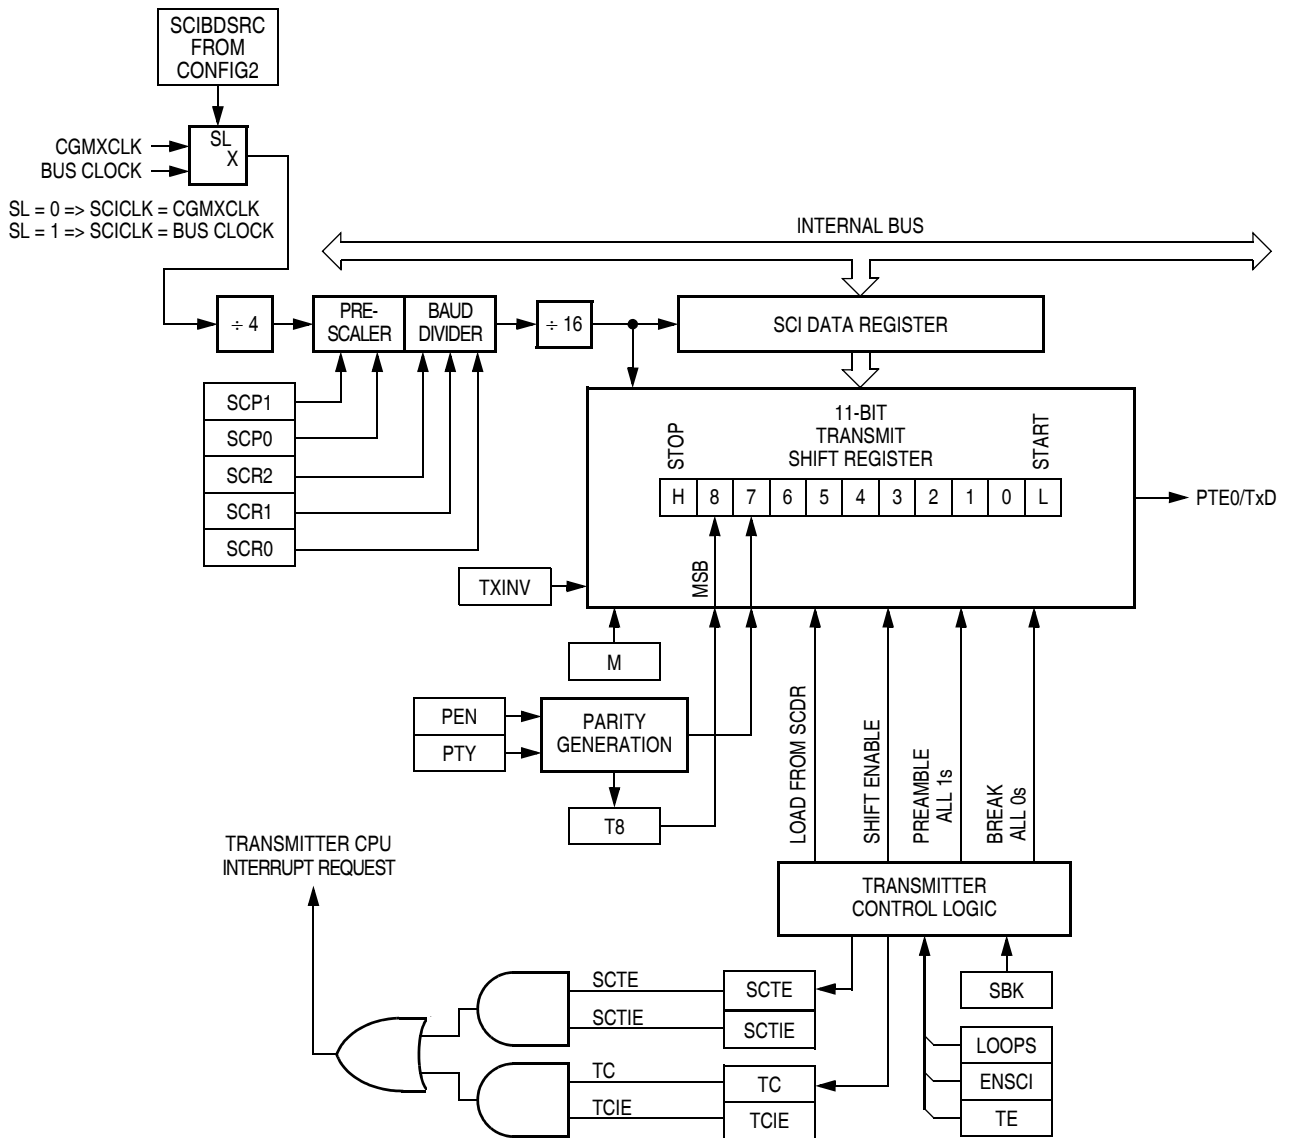 SCIBDSRC
FROM
CONFIG2
SL
X
CGMXCLK
BUS CLOCK
SL = 0 => SCICLK = CGMXCLK
SL = 1 => SCICLK = BUS CLOCK
INTERNAL BUS
÷ 4
PRE-
SCALER
BAUD
DIVIDER
÷ 16
SCI DATA REGISTER
SCP1
SCP0
SCR2
SCR1
SCR0
11-BIT
TRANSMIT
SHIFT REGISTER
STOP
START
H 8 7 6 5 4 3 2 1 0 L
PTE0/TxD
MSB
TXINV
M
PEN
PTY
PARITY
GENERATION
T8
LOAD FROM SCDR
SHIFT ENABLE
PREAMBLE
ALL 1s
BREAK
ALL 0s
TRANSMITTER
CONTROL LOGIC
TRANSMITTER CPU
INTERRUPT REQUEST
SCTE
SCTIE
TC
TCIE
SCTE
SCTIE
TC
TCIE
SBK
LOOPS
ENSCI
TE